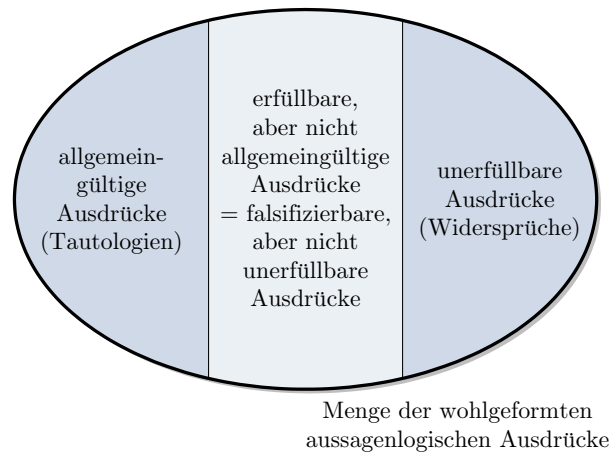 allgemein-
gültige
Ausdrücke
(Tautologien)
erfüllbare,
aber nicht
allgemeingültige
Ausdrücke
= falsifizierbare,
aber nicht
unerfüllbare
Ausdrücke
unerfüllbare
Ausdrücke
(Widersprüche)
Menge der wohlgeformten
aussagenlogischen Ausdrücke